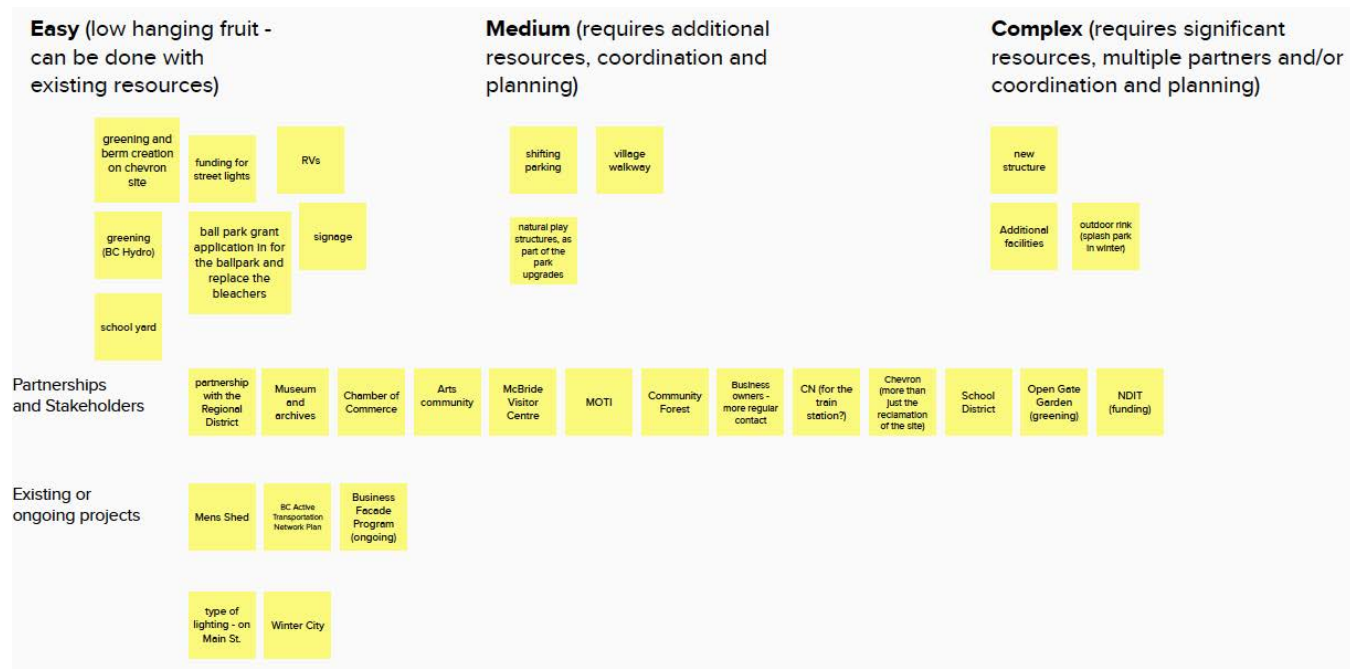 Easy (low hanging fruit -
can be done with
existing resources)
Medium (requires additional
resources, coordination and
planning)
Complex (requires significant
resources, multiple partners and/or
coordination and planning)
greening and
berm creation
on chevron
site
funding for
street lights
RVs
greening
(BC Hydro)
ball park grant
application in for
the ballpark and
replace the
bleachers
signage
school yard
shifting
parking
village
walkway
natural play
structures, as
part of the
park
upgrades
new
structure
Additional
facilities
outdoor rink
(splash park
in winter)
Partnerships
and Stakeholders
partnership
with the
Regional
District
Museum
and
archives
Chamber of
Commerce
Arts
community
McBride
Visitor
Centre
MOTI
Community
Forest
Business
owners -
more regular
contact
CN (for the
train
station?)
Chevron
(more than
just the
reclamation
of the site)
School
District
Open Gate
Garden
(greening)
NDIT
(funding)
Existing or
ongoing projects
Mens Shed
BC Active
Transportation
Network Plan
Business
Facade
Program
(ongoing)
type of
lighting - on
Main St.
Winter City